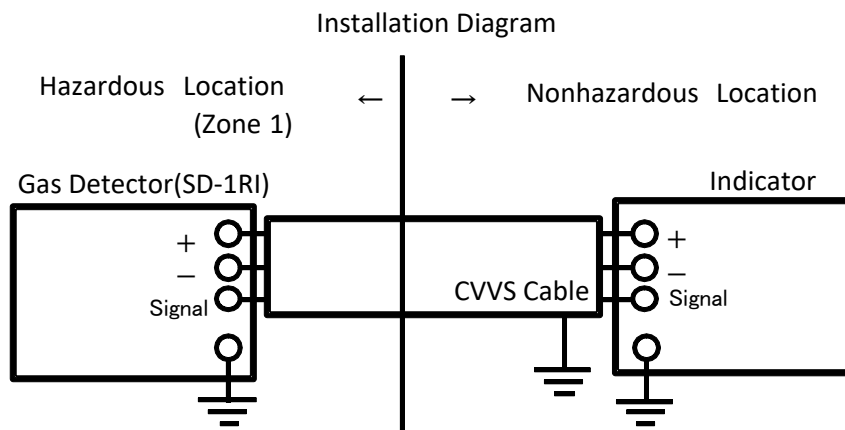 Installation Diagram
Hazardous Location
(Zone 1)
← →
Nonhazardous Location
Gas Detector(SD-1RI)
Indicator
+
−
Signal
CVVS Cable
+
−
Signal